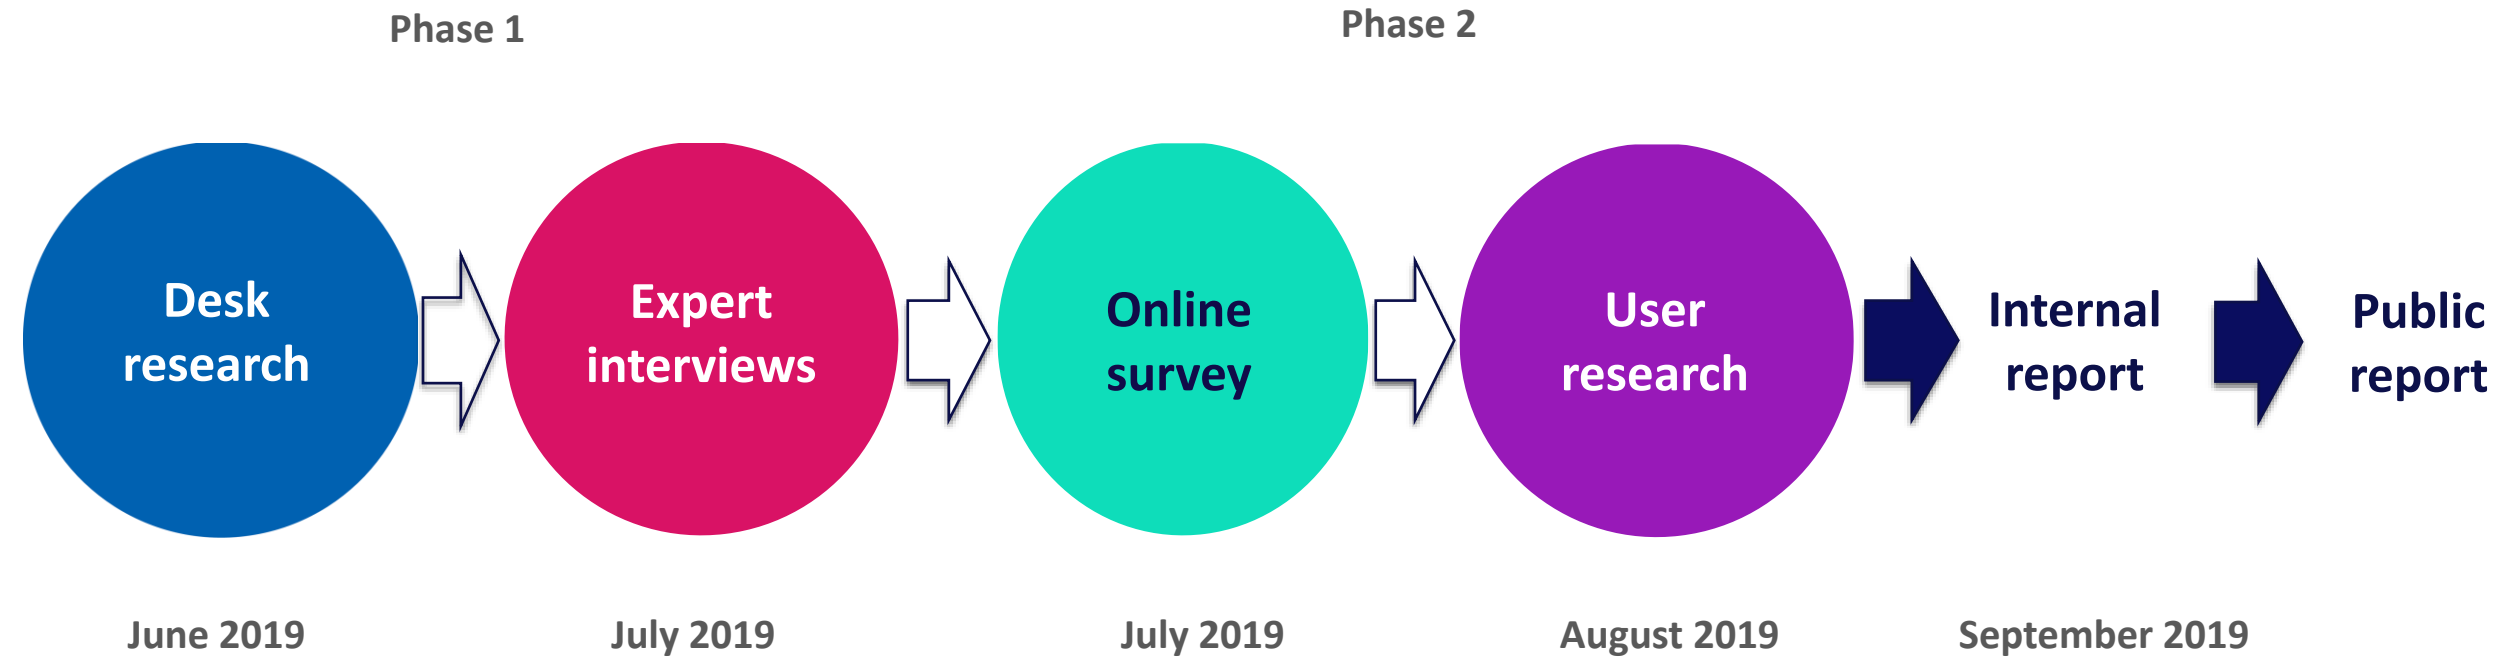 Phase 1
Phase 2
Desk
research
Expert
interviews
Online
survey
User
research
Internal
report
Public
report
June 2019
July 2019
July 2019
August 2019
September 2019